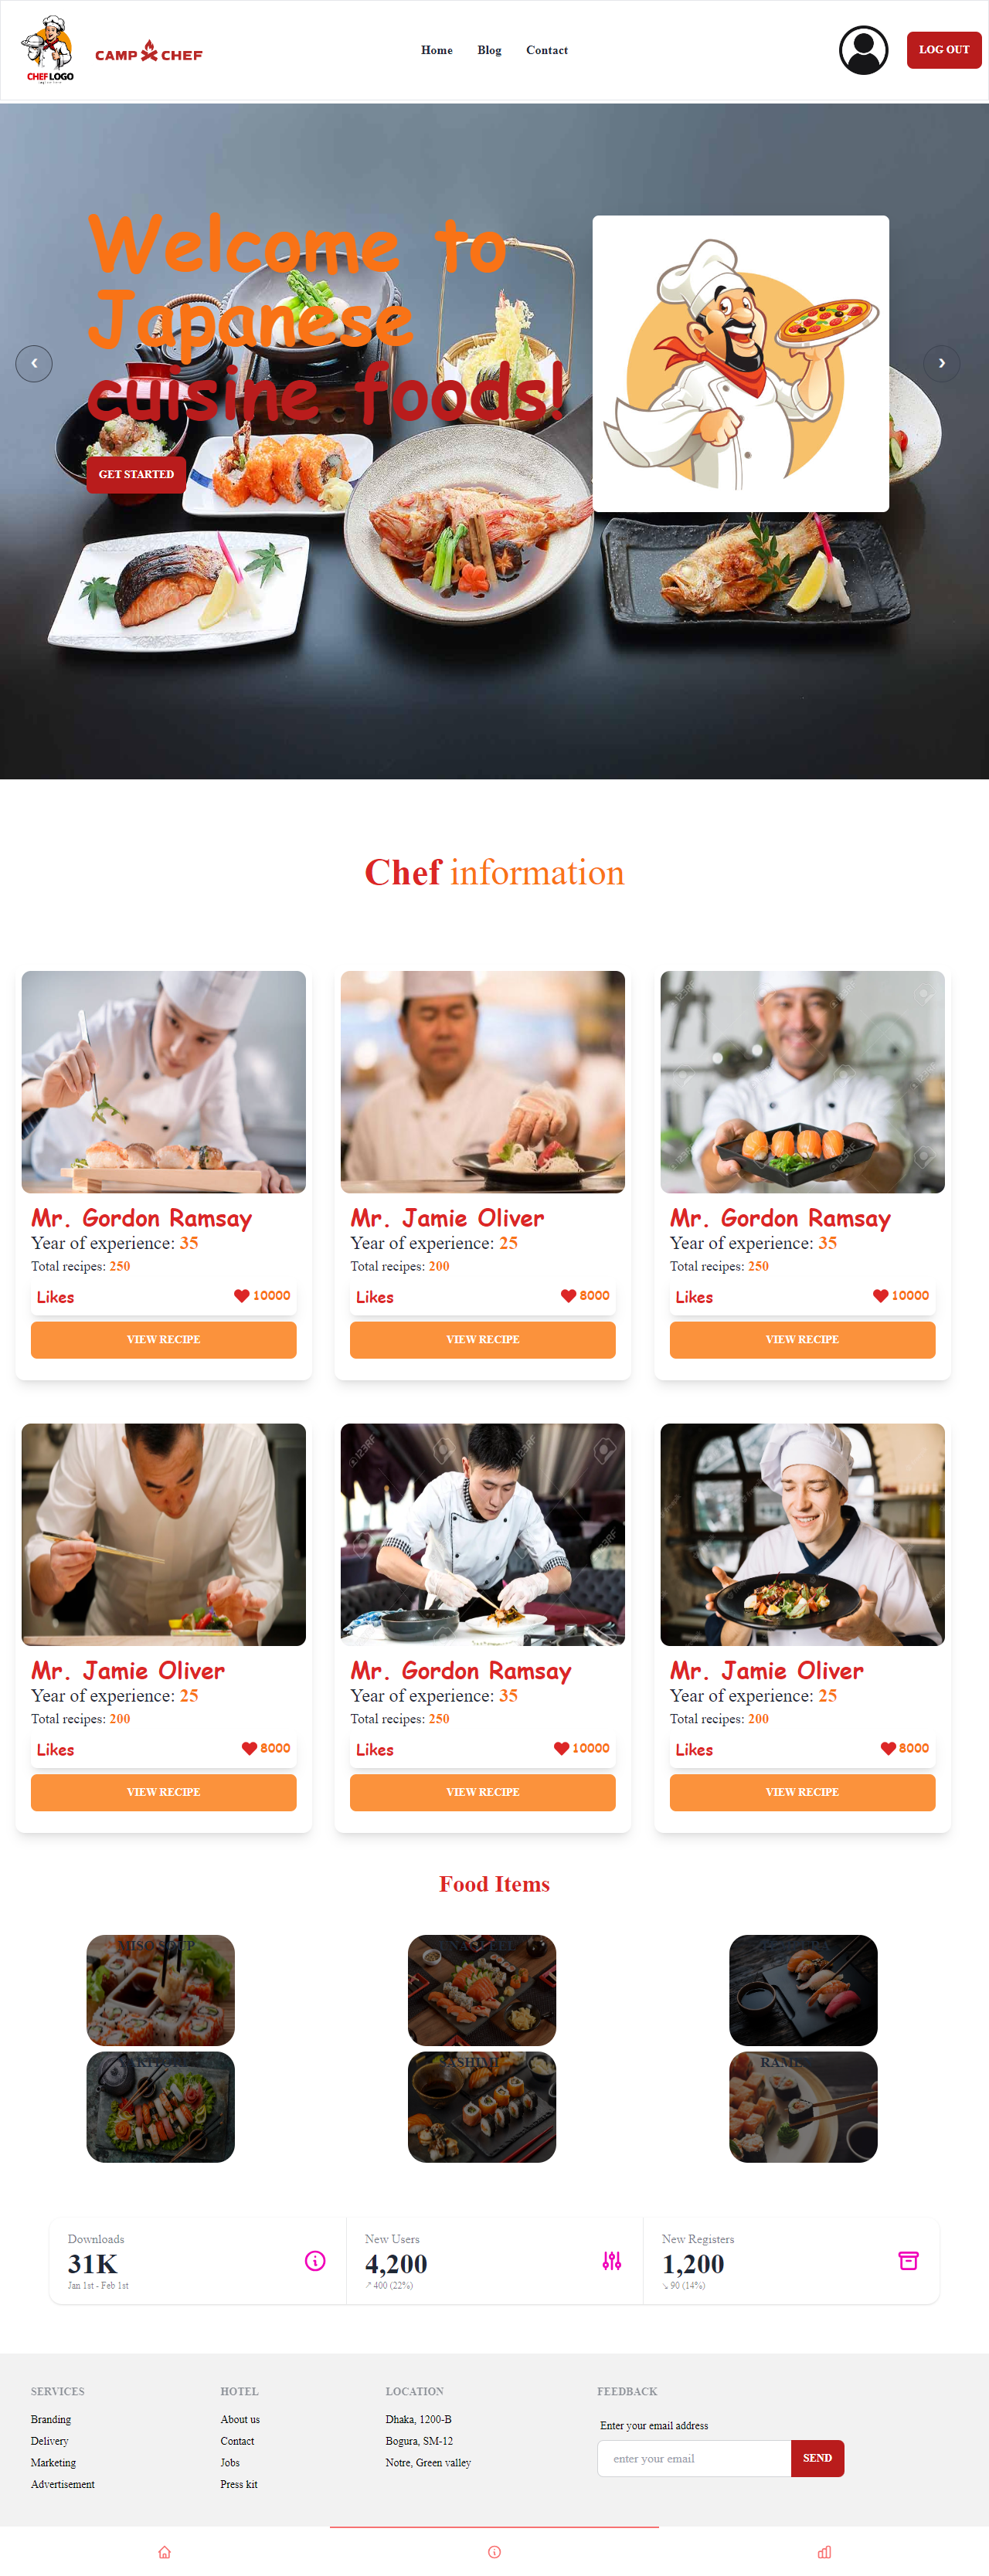 CHEF LOGO
CAMP CHEF
Home
Blog
Contact
LOG OUT
Welcome to
Japanese
cuisine foods!
GET STARTED
Chef information
Mr. Gordon Ramsay
Year of experience: 35
Total recipes: 250
Likes
10000
VIEW RECIPE
Mr. Jamie Oliver
Year of experience: 25
Total recipes: 200
Likes
8000
VIEW RECIPE
123RF
Mr. Gordon Ramsay
Year of experience: 35
Total recipes: 250
Likes
10000
VIEW RECIPE
Mr. Jamie Oliver
Year of experience: 25
Total recipes: 200
Likes
8000
VIEW RECIPE
123RF
Mr. Gordon Ramsay
Year of experience: 35
Total recipes: 250
Likes
10000
VIEW RECIPE
Mr. Jamie Oliver
Year of experience: 25
Total recipes: 200
Likes
8000
VIEW RECIPE
Food Items
MISO SOUP
SASHIMI
Downloads
31K
Jan 1st - Feb 1st
New Users
4,200
↗︎ 400 (22%)
New Registers
1,200
↘︎ 90 (14%)
SERVICES
Branding
Delivery
Marketing
Advertisement
HOTEL
About us
Contact
Jobs
Press kit
LOCATION
Dhaka, 1200-B
Bogura, SM-12
Notre, Green valley
FEEDBACK
Enter your email address
enter your email
SEND